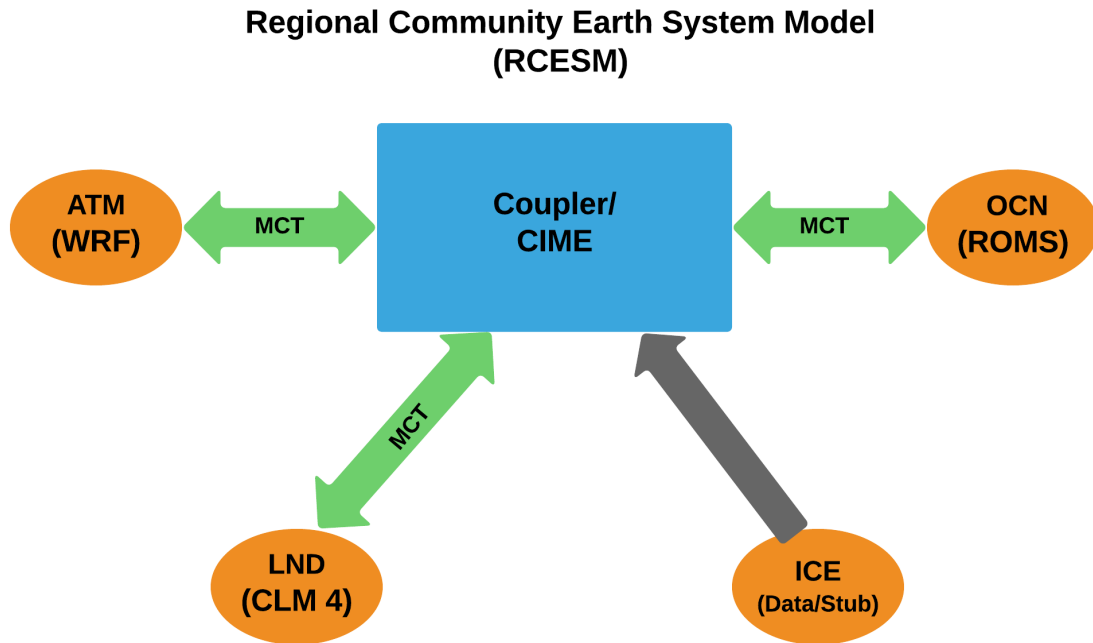 Regional Community Earth System Model
(RCESM)
ATM
(WRF)
MCT
Coupler/
CIME
MCT
OCN
(ROMS)
MCT
LND
(CLM 4)
ICE
(Data/Stub)